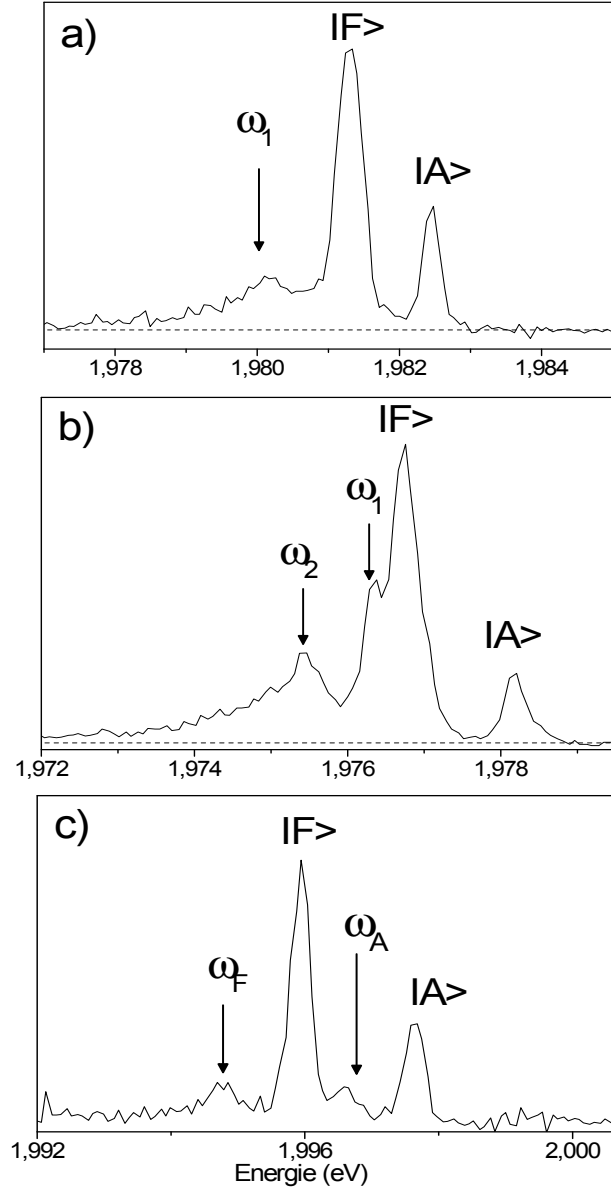 a)
IF>
ω1
IA>
1,978 1,980 1,982 1,984
b)
IF>
ω1
ω2
IA>
1,972 1,974 1,976 1,978
c)
IF>
ωA
ωF
IA>
1,992 1,996 2,000
Energie (eV)